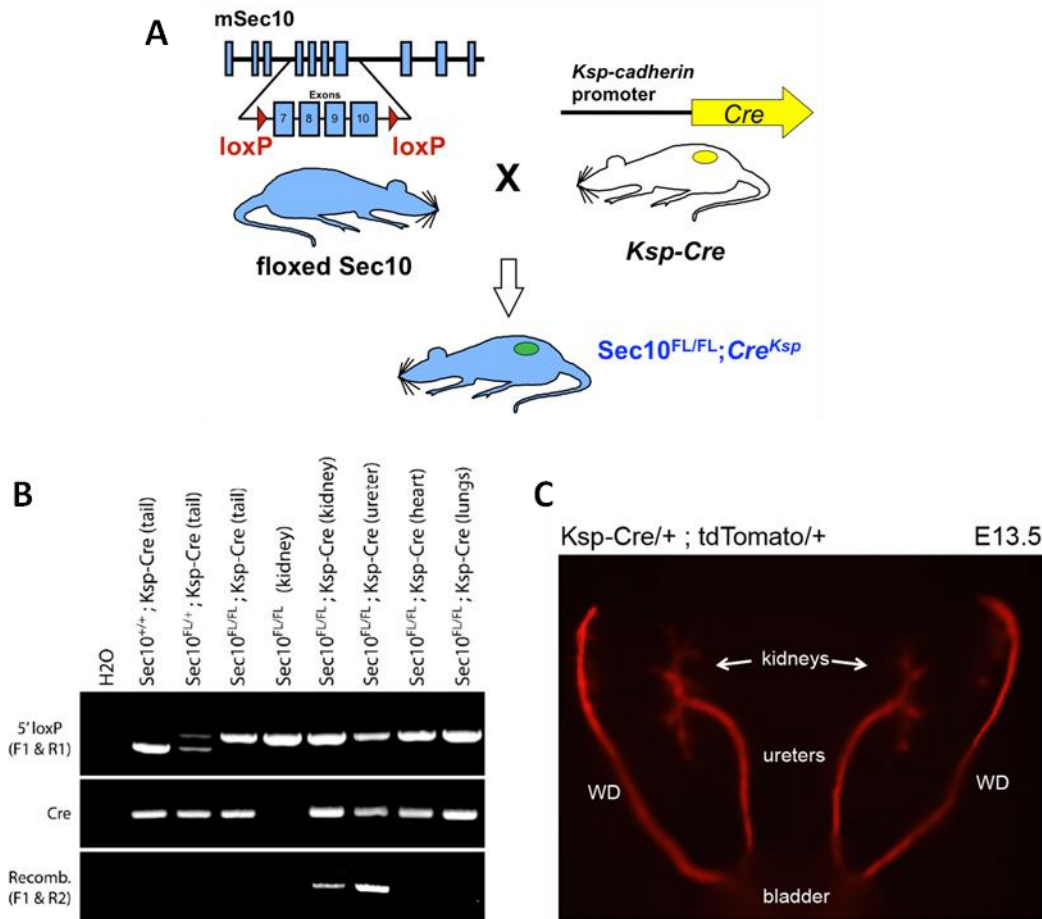 A
mSec10
Exons
7 8 9 10
loxP loxP
floxed Sec10
X
Ksp-cadherin
promoter
Cre
Ksp-Cre
Sec10FL/FL;CreKsp
B
H2O
Sec10+/+; Ksp-Cre (tail)
Sec10FL/+; Ksp-Cre (tail)
Sec10FL/FL; Ksp-Cre (tail)
Sec10FL/FL (kidney)
Sec10FL/FL; Ksp-Cre (kidney)
Sec10FL/FL; Ksp-Cre (ureter)
Sec10FL/FL; Ksp-Cre (heart)
Sec10FL/FL; Ksp-Cre (lungs)
5' loxP
(F1 & R1)
Cre
Recomb.
(F1 & R2)
C
Ksp-Cre/+ ; tdTomato/+ E13.5
kidneys
ureters
WD WD
bladder